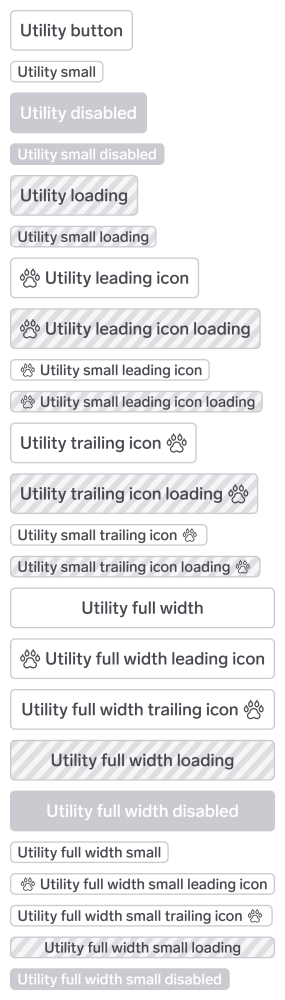 Utility button
Utility small
Utility disabled
Utility small disabled
Utility loading
Utility small loading
Utility leading icon
Utility leading icon loading
Utility small leading icon
Utility small leading icon loading
Utility trailing icon
Utility trailing icon loading
Utility small trailing icon
Utility small trailing icon loading
Utility full width
Utility full width leading icon
Utility full width trailing icon
Utility full width loading
Utility full width disabled
Utility full width small
Utility full width small leading icon
Utility full width small trailing icon
Utility full width small loading
Utility full width small disabled